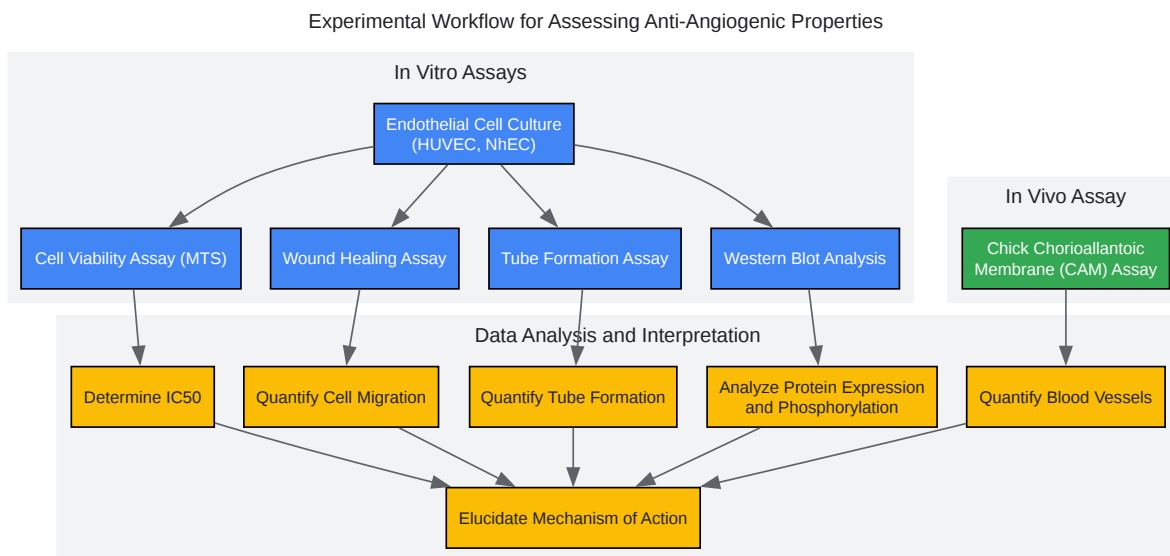 Experimental Workflow for Assessing Anti-Angiogenic Properties
In Vitro Assays
Endothelial Cell Culture
(HUVEC, NhEC)
In Vivo Assay
Cell Viability Assay (MTS)
Wound Healing Assay
Tube Formation Assay
Western Blot Analysis
Chick Chorioallantoic
Membrane (CAM) Assay
Data Analysis and Interpretation
Determine IC50
Quantify Cell Migration
Quantify Tube Formation
Analyze Protein Expression
and Phosphorylation
Quantify Blood Vessels
Elucidate Mechanism of Action